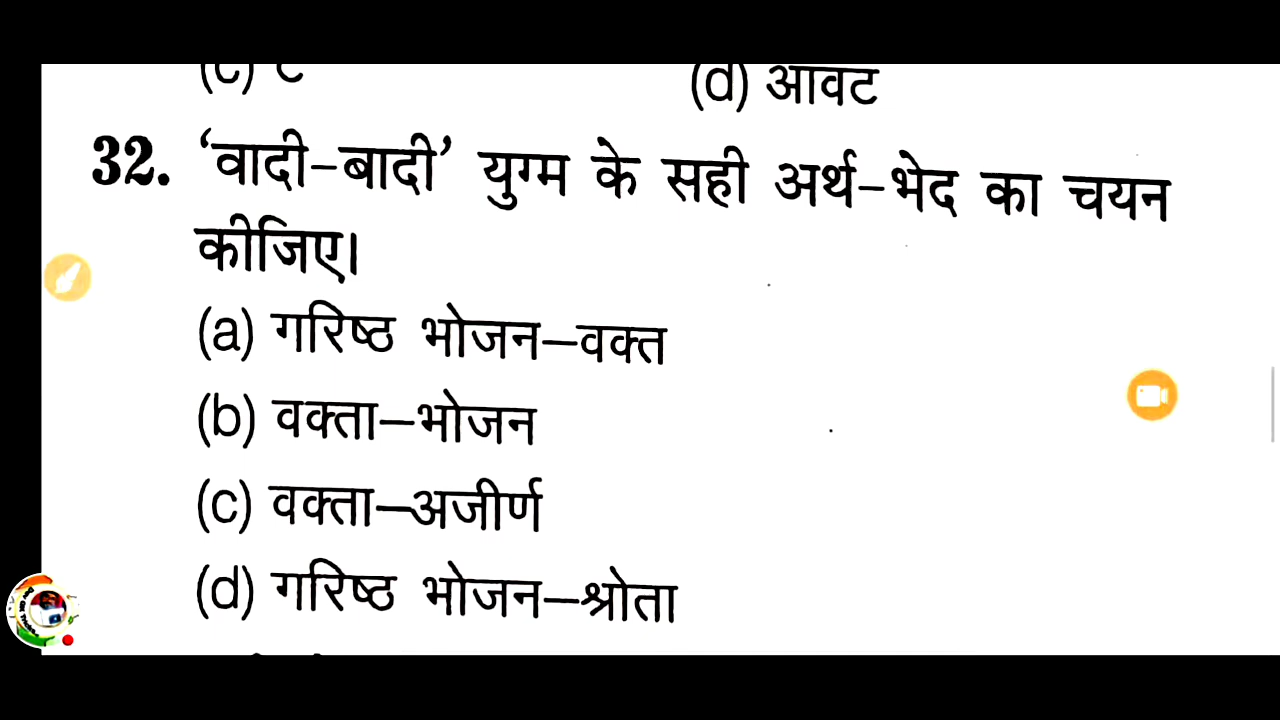 (d) आवट
32. ‘वादी–बादी’ युग्म के सही अर्थ–भेद का चयन
कीजिए।
(a) गरिष्ठ भोजन–वक्त
(b) वक्ता–भोजन
(c) वक्ता–अजीर्ण
(d) गरिष्ठ भोजन–श्रोता